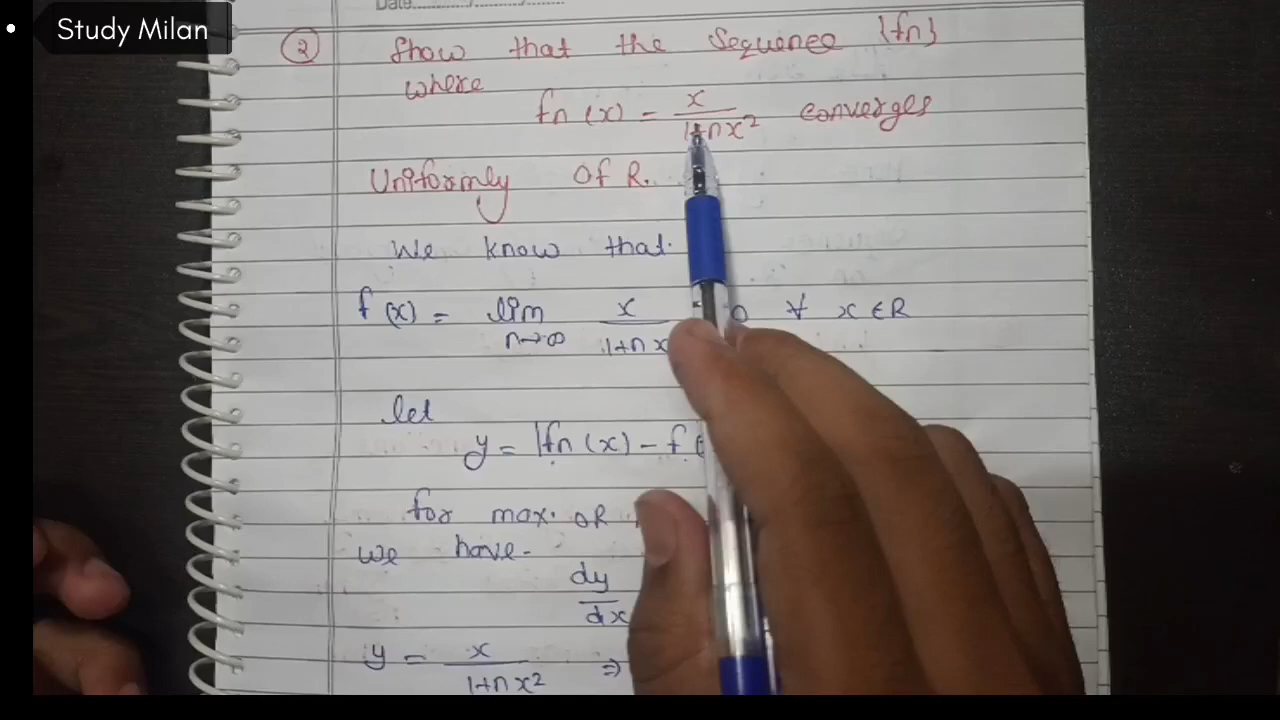 Study Milan
Date
② Show that the Sequence {fn}
where
fn (x) = x / 1+nx² converges
Uniformly Of R.
We know that
f (x) = lim n→∞ x / 1+n x 0 ∀ x ∈ R
let
y = |fn (x) - f
for max. OR
we have.
dy / dx
y = x / 1+nx² ⇒